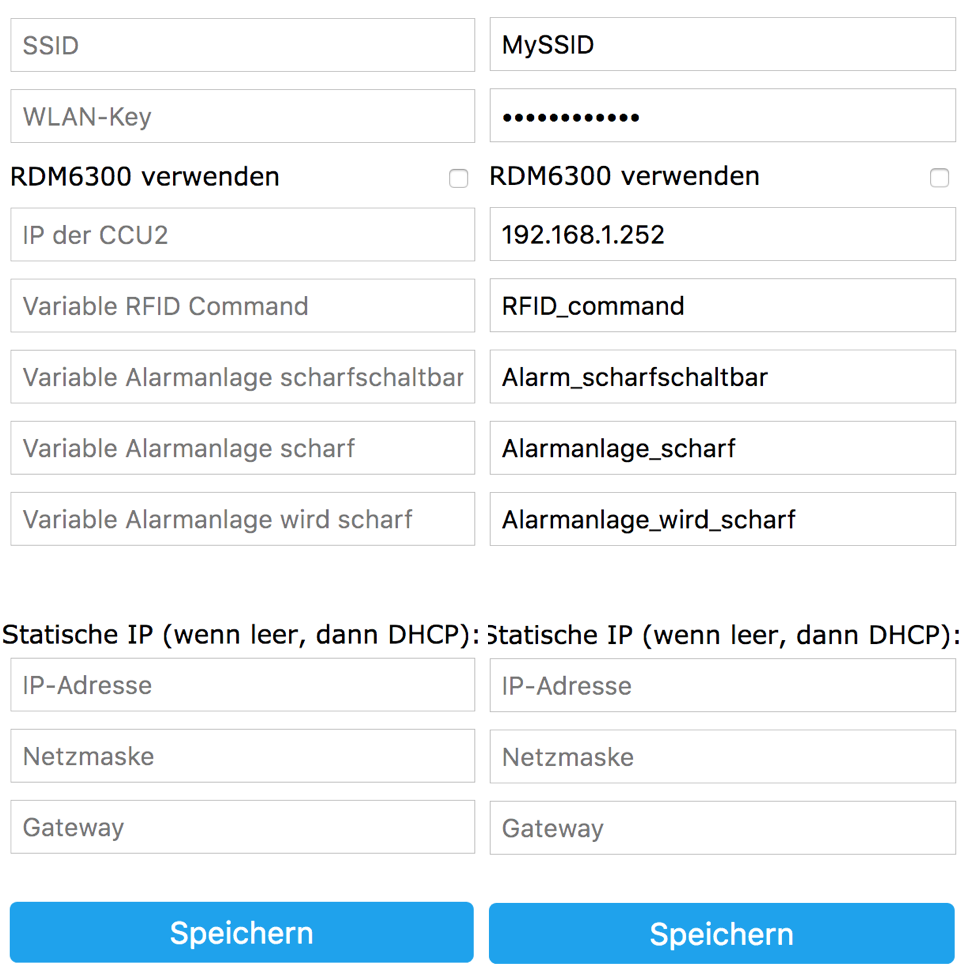 SSID
WLAN-Key
RDM6300 verwenden
IP der CCU2
Variable RFID Command
Variable Alarmanlage scharfschaltbar
Variable Alarmanlage scharf
Variable Alarmanlage wird scharf
Statische IP (wenn leer, dann DHCP):
IP-Adresse
Netzmaske
Gateway
Speichern
MySSID
••••••••••••
RDM6300 verwenden
192.168.1.252
RFID_command
Alarm_scharfschaltbar
Alarmanlage_scharf
Alarmanlage_wird_scharf
Statische IP (wenn leer, dann DHCP):
IP-Adresse
Netzmaske
Gateway
Speichern